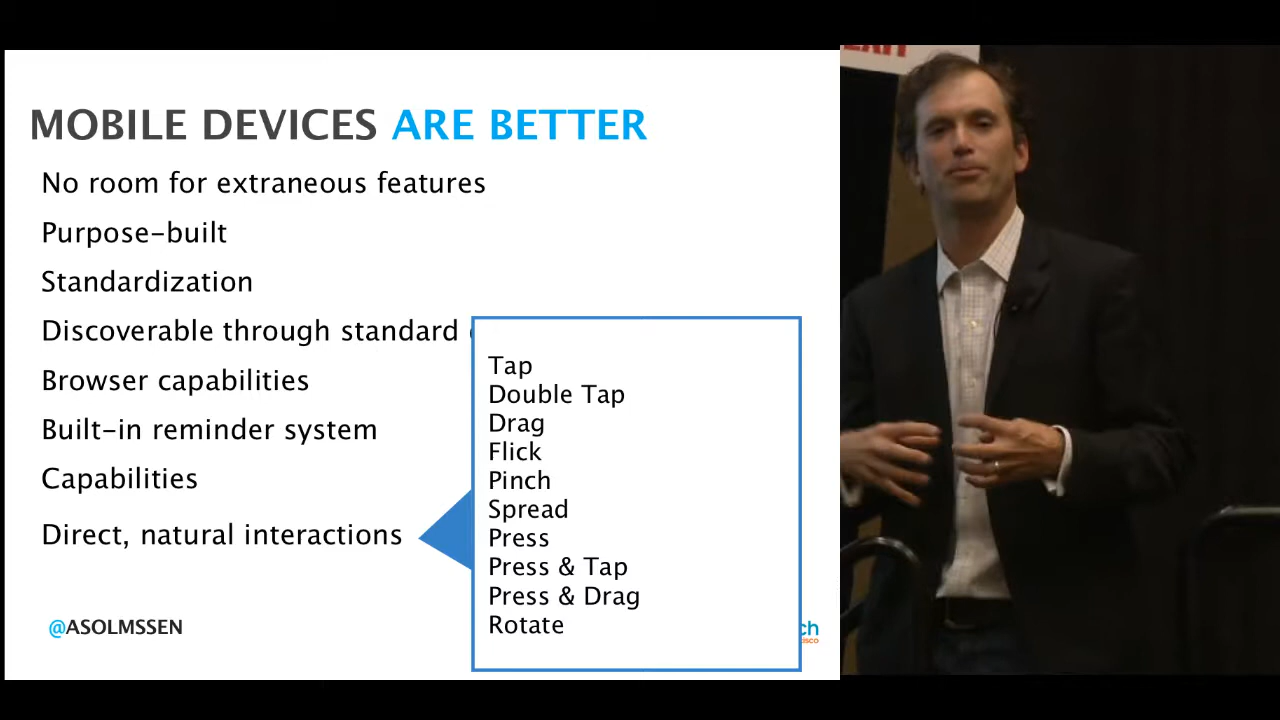 MOBILE DEVICES ARE BETTER
No room for extraneous features
Purpose-built
Standardization
Discoverable through standard
Browser capabilities
Built-in reminder system
Capabilities
Direct, natural interactions
Tap
Double Tap
Drag
Flick
Pinch
Spread
Press
Press & Tap
Press & Drag
Rotate
@ASOLMSSEN
EXIT